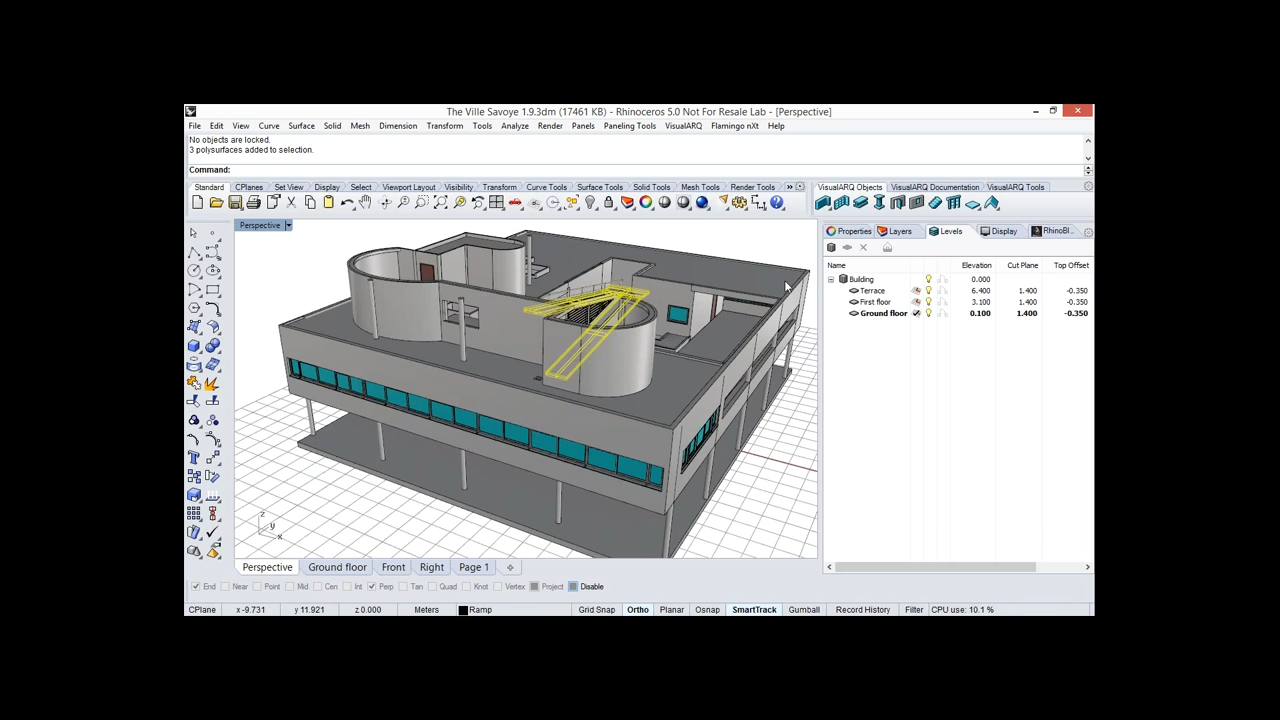 The Ville Savoye 1.9.3dm (17461 KB) - Rhinoceros 5.0 Not For Resale Lab - [Perspective]
File Edit View Curve Surface Solid Mesh Dimension Transform Tools Analyze Render Panels Paneling Tools VisualARQ Flamingo nXt Help
No objects are locked.
3 polysurfaces added to selection.
Command:
Standard CPlanes Set View Display Select Viewport Layout Visibility Transform Curve Tools Surface Tools Solid Tools Mesh Tools Render Tools » VisualARQ Objects VisualARQ Documentation VisualARQ Tools
Perspective
Properties Layers Levels Display RhinoBl...
Name Elevation Cut Plane Top Offset
Building 0.000
Terrace 6.400 1.400 -0.350
First floor 3.100 1.400 -0.350
Ground floor 0.100 1.400 -0.350
z
y
x
Perspective Ground floor Front Right Page 1
End Near Point Mid Cen Int Perp Tan Quad Knot Vertex Project Disable
CPlane x -9.731 y 11.921 z 0.000 Meters Ramp Grid Snap Ortho Planar Osnap SmartTrack Gumball Record History Filter CPU use: 10.1 %